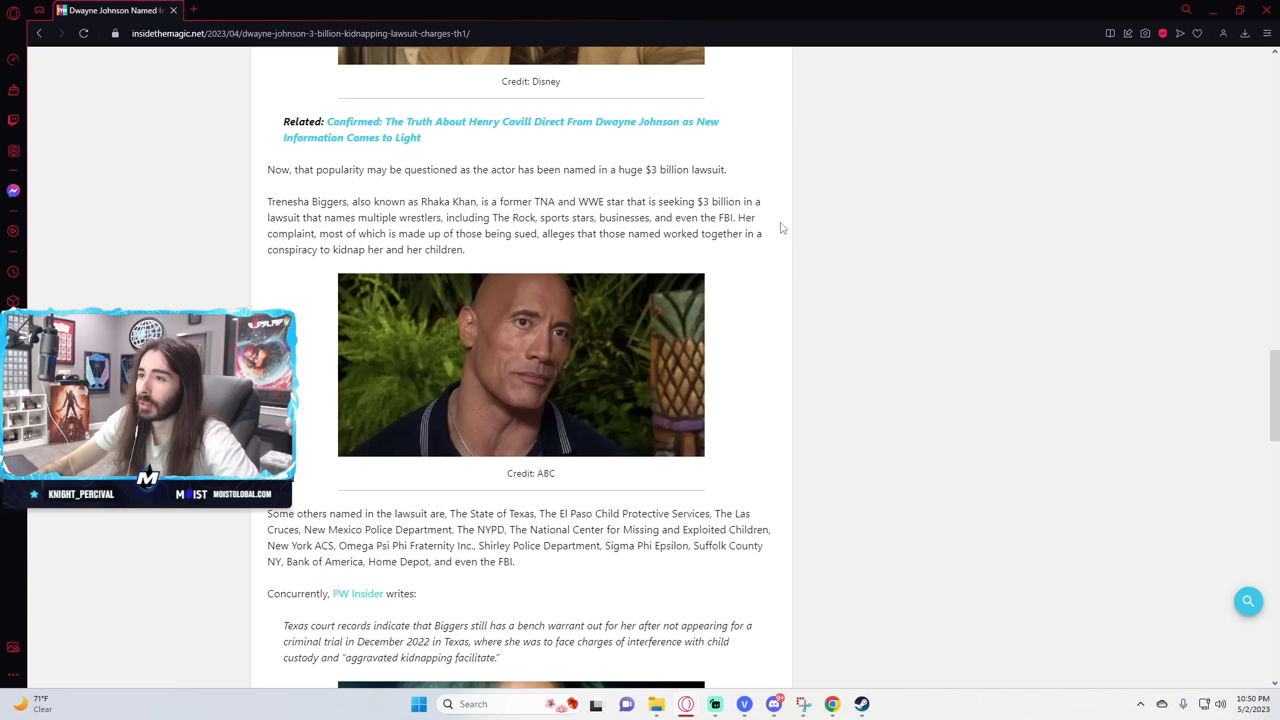 Dwayne Johnson Named In
insidethemagic.net/2023/04/dwayne-johnson-3-billion-kidnapping-lawsuit-charges-th1/
Credit: Disney
Related: Confirmed: The Truth About Henry Cavill Direct From Dwayne Johnson as New
Information Comes to Light
Now, that popularity may be questioned as the actor has been named in a huge $3 billion lawsuit.
Trenesha Biggers, also known as Rhaka Khan, is a former TNA and WWE star that is seeking $3 billion in a
lawsuit that names multiple wrestlers, including The Rock, sports stars, businesses, and even the FBI. Her
complaint, most of which is made up of those being sued, alleges that those named worked together in a
conspiracy to kidnap her and her children.
Credit: ABC
M
KNIGHT_PERCIVAL
MOIST MOISTGLOBAL.COM
Some others named in the lawsuit are, The State of Texas, The El Paso Child Protective Services, The Las
Cruces, New Mexico Police Department, The NYPD, The National Center for Missing and Exploited Children,
New York ACS, Omega Psi Phi Fraternity Inc., Shirley Police Department, Sigma Phi Epsilon, Suffolk County
NY, Bank of America, Home Depot, and even the FBI.
Concurrently, PW Insider writes:
Texas court records indicate that Biggers still has a bench warrant out for her after not appearing for a
criminal trial in December 2022 in Texas, where she was to face charges of interference with child
custody and “aggravated kidnapping facilitate.”
71°F
Clear
Search
9+
10:50 PM
5/2/2023